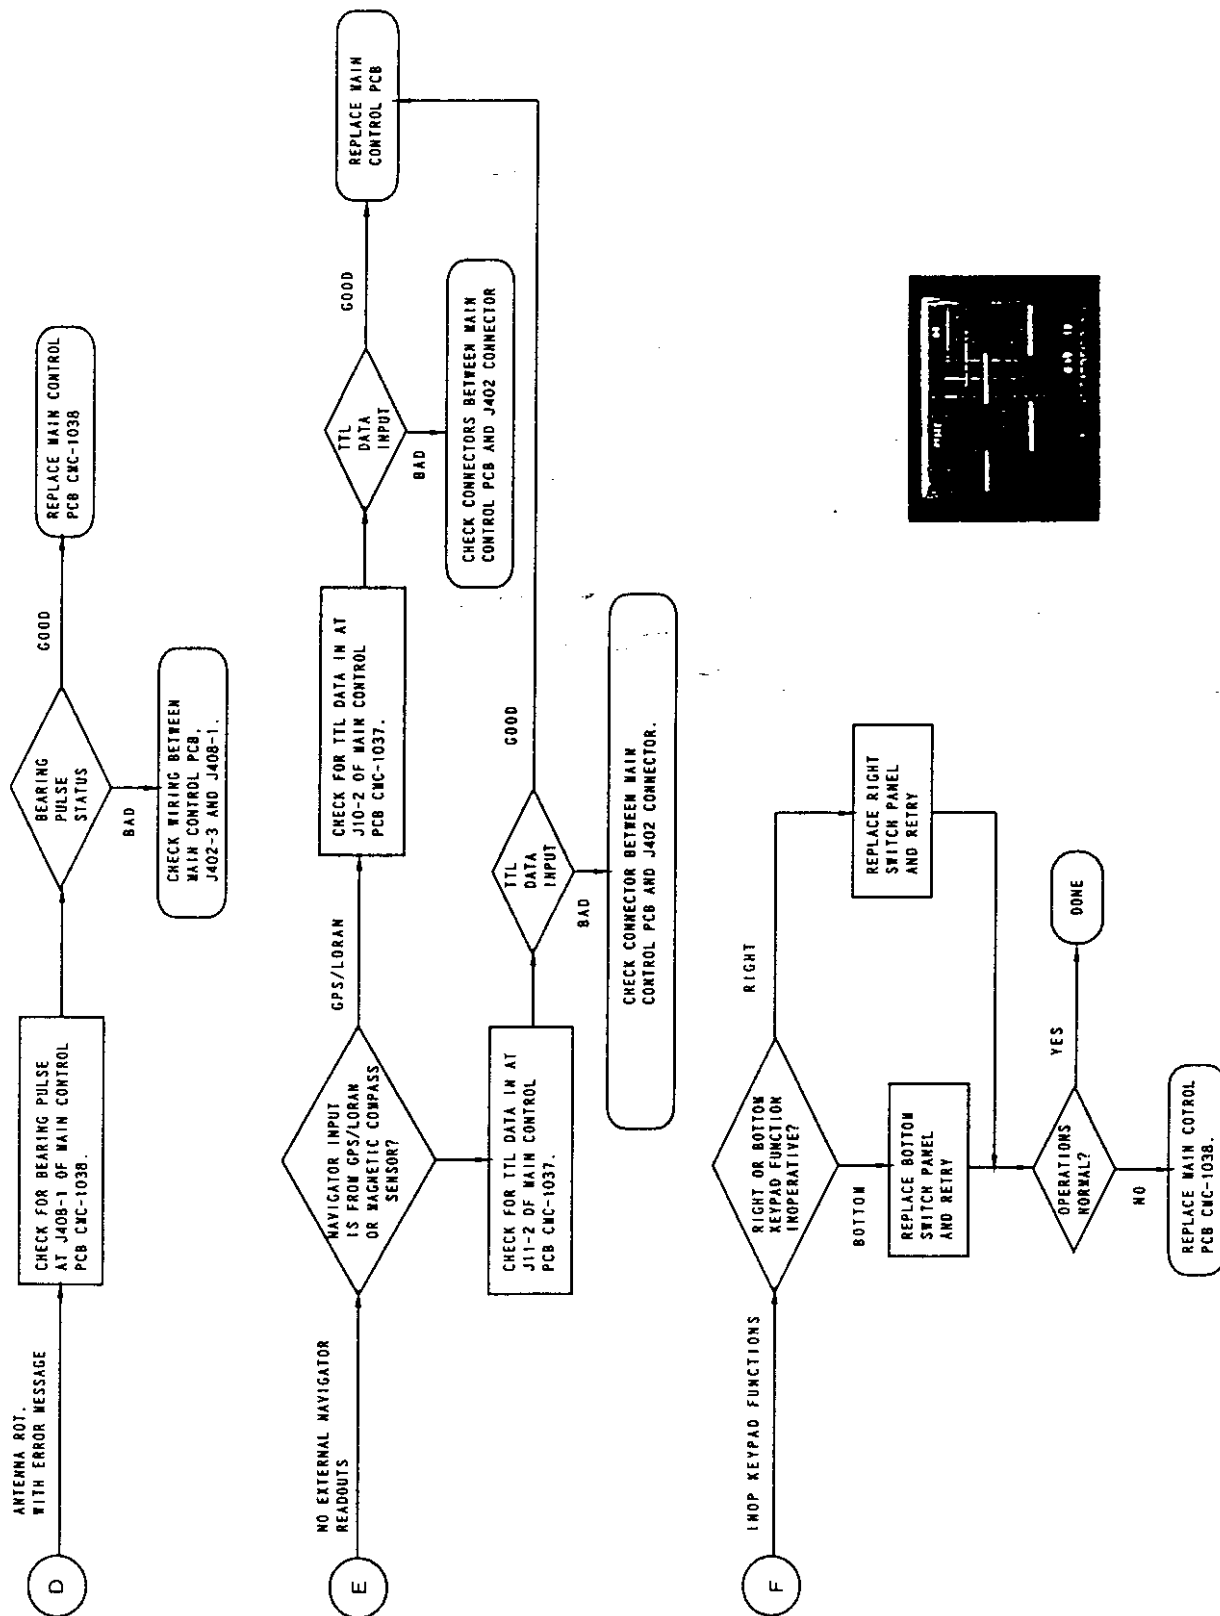 D
ANTENNA ROT.
WITH ERROR MESSAGE
CHECK FOR BEARING PULSE
AT J408-1 OF MAIN CONTROL
PCB CMC-1038.
BEARING
PULSE
STATUS
GOOD
REPLACE MAIN CONTROL
PCB CMC-1038
BAD
CHECK WIRING BETWEEN
MAIN CONTROL PCB,
J402-3 AND J408-1.
E
NO EXTERNAL NAVIGATOR
READOUTS
NAVIGATOR INPUT
IS FROM GPS/LORAN
OR MAGNETIC COMPASS
SENSOR?
GPS/LORAN
CHECK FOR TTL DATA IN AT
J10-2 OF MAIN CONTROL
PCB CMC-1037.
TTL
DATA
INPUT
GOOD
REPLACE MAIN
CONTROL PCB
BAD
CHECK CONNECTORS BETWEEN MAIN
CONTROL PCB AND J402 CONNECTOR
CHECK FOR TTL DATA IN AT
J11-2 OF MAIN CONTROL
PCB CMC-1037.
TTL
DATA
INPUT
GOOD
BAD
CHECK CONNECTOR BETWEEN MAIN
CONTROL PCB AND J402 CONNECTOR.
F
INOP KEYPAD FUNCTIONS
RIGHT OR BOTTOM
KEYPAD FUNCTION
INOPERATIVE?
RIGHT
REPLACE RIGHT
SWITCH PANEL
AND RETRY
BOTTOM
REPLACE BOTTOM
SWITCH PANEL
AND RETRY
OPERATIONS
NORMAL?
YES
DONE
NO
REPLACE MAIN COTROL
PCB CMC-1038.